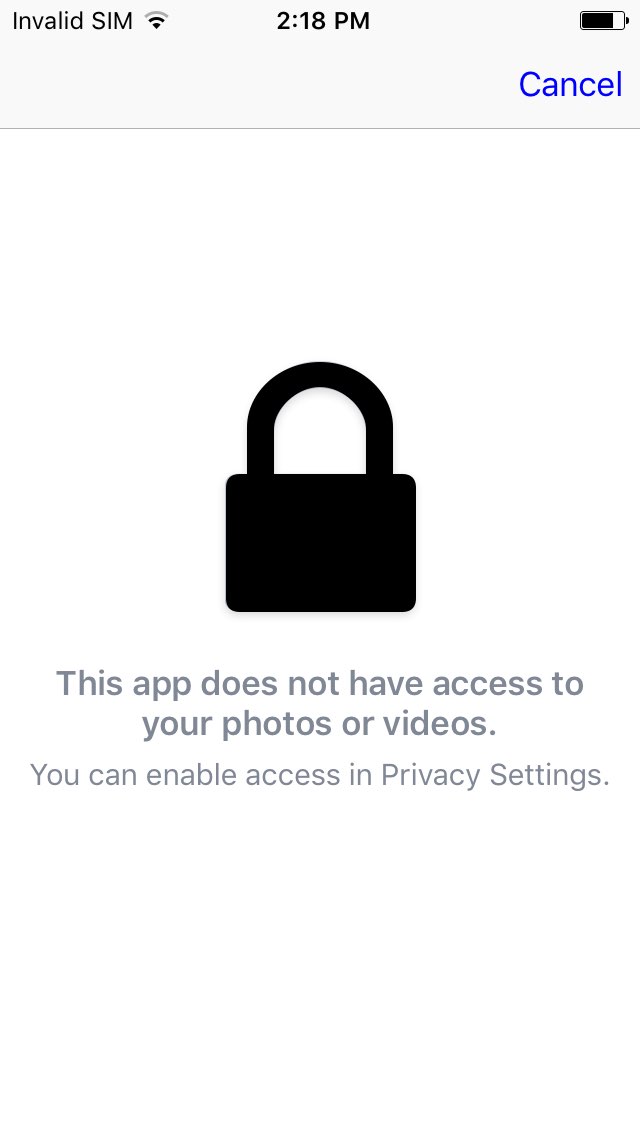 Invalid SIM 2:18 PM
Cancel
This app does not have access to
your photos or videos.
You can enable access in Privacy Settings.